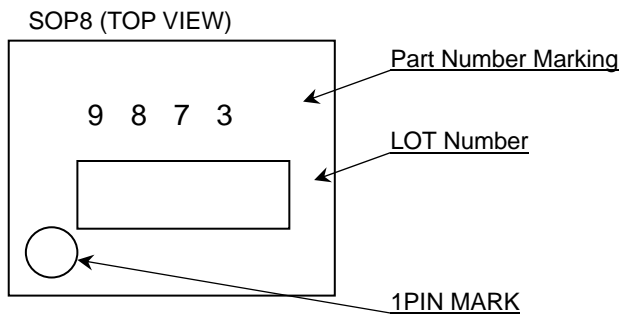 SOP8 (TOP VIEW)
Part Number Marking
9 8 7 3
LOT Number
1PIN MARK